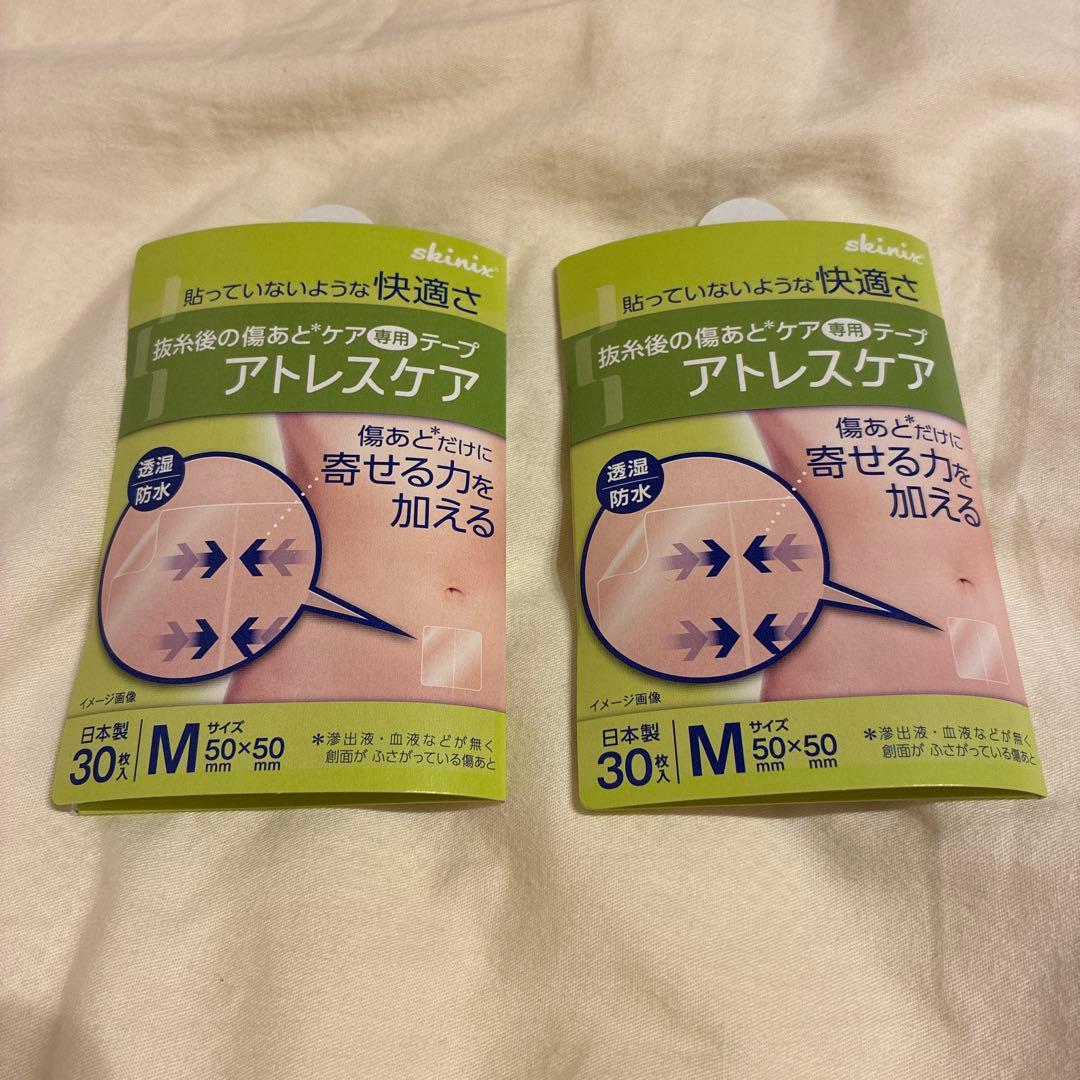 skinix
貼っていないような快適さ
抜糸後の傷あと*ケア専用テープ
アトレスケア
傷あと*だけに
寄せる力を
加える
透湿
防水
イメージ画像
日本製
30枚入
Mサイズ
50mm×50mm
*滲出液・血液などが無く
創面が ふさがっている傷あと
skinix
貼っていないような快適さ
抜糸後の傷あと*ケア専用テープ
アトレスケア
傷あと*だけに
寄せる力を
加える
透湿
防水
イメージ画像
日本製
30枚入
Mサイズ
50mm×50mm
*滲出液・血液などが無く
創面が ふさがっている傷あと